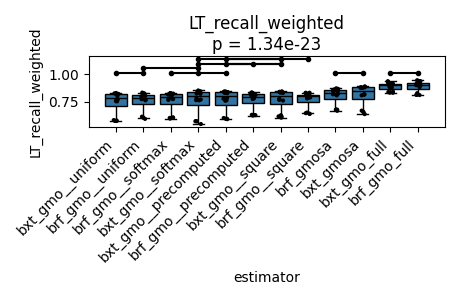 LT_recall_weighted
p = 1.34e-23
LT_recall_weighted
1.00
0.75
bxt_gmo__uniform
brf_gmo__uniform
brf_gmo__softmax
bxt_gmo__softmax
bxt_gmo__precomputed
brf_gmo__precomputed
bxt_gmo__square
brf_gmo__square
brf_gmosa
bxt_gmosa
bxt_gmo_full
brf_gmo_full
estimator